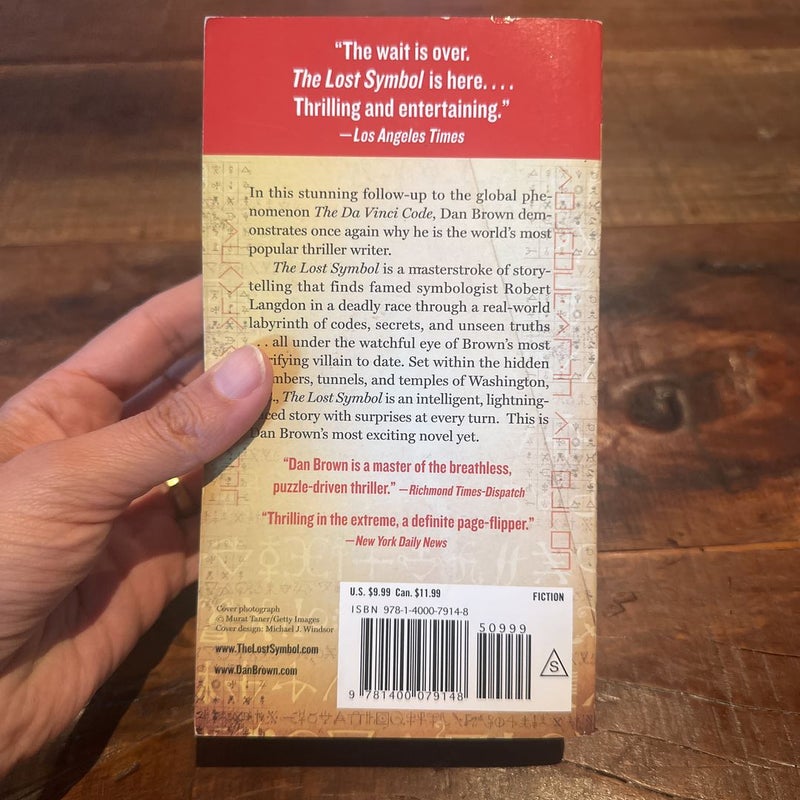 “The wait is over.
The Lost Symbol is here. . . .
Thrilling and entertaining.”
—Los Angeles Times
In this stunning follow-up to the global phe-
nomenon The Da Vinci Code, Dan Brown dem-
onstrates once again why he is the world’s most
popular thriller writer.
The Lost Symbol is a masterstroke of story-
telling that finds famed symbologist Robert
Langdon in a deadly race through a real-world
labyrinth of codes, secrets, and unseen truths
. . . all under the watchful eye of Brown’s most
villain to date. Set within the hidden
tunnels, and temples of Washington,
The Lost Symbol is an intelligent, lightning-
story with surprises at every turn. This is
Dan Brown’s most exciting novel yet.
“Dan Brown is a master of the breathless,
puzzle-driven thriller.” —Richmond Times-Dispatch
“Thrilling in the extreme, a definite page-flipper.”
—New York Daily News
U.S. $9.99 Can. $11.99 FICTION
ISBN 978-1-4000-7914-8
50999
S
9 781400 079148
Cover photograph
© Murat Taner/Getty Images
Cover design: Michael J. Windsor
www.TheLostSymbol.com
www.DanBrown.com